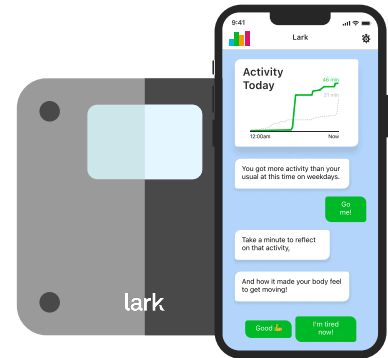 9:41
Lark
Activity
Today
46 min
31 min
12:00am Now
You got more activity than your
usual at this time on weekdays.
Go
me!
Take a minute to reflect
on that activity,
And how it made your body feel
to get moving!
Good 💪
I'm tired
now!
lark